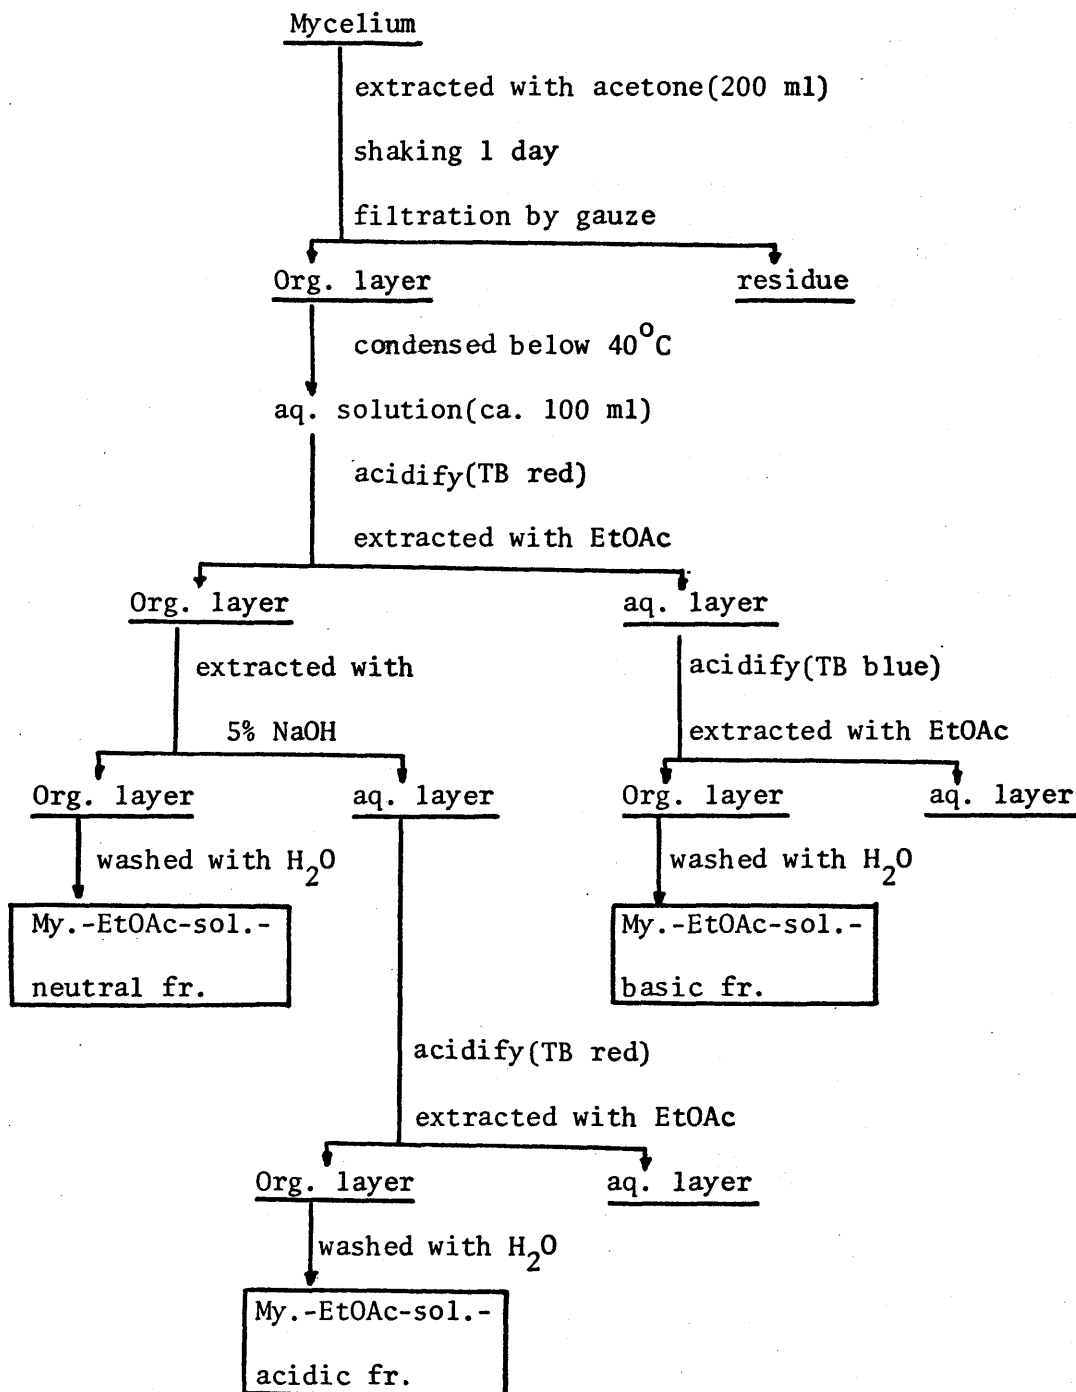 Mycelium
extracted with acetone(200 ml)
shaking 1 day
filtration by gauze
Org. layer
residue
condensed below 40°C
aq. solution(ca. 100 ml)
acidify(TB red)
extracted with EtOAc
Org. layer
aq. layer
extracted with
5% NaOH
acidify(TB blue)
extracted with EtOAc
Org. layer
aq. layer
Org. layer
aq. layer
washed with H₂O
washed with H₂O
My.-EtOAc-sol.-
neutral fr.
My.-EtOAc-sol.-
basic fr.
acidify(TB red)
extracted with EtOAc
Org. layer
aq. layer
washed with H₂O
My.-EtOAc-sol.-
acidic fr.